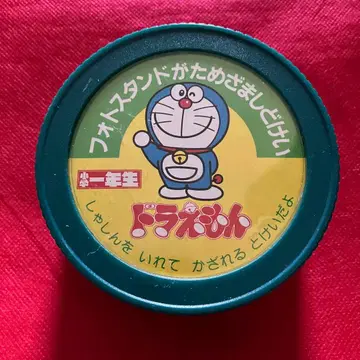 フォトスタンドがためざましどけい
小学一年生
ドラえもん
しゃしんを いれて かざれる とけいだよ